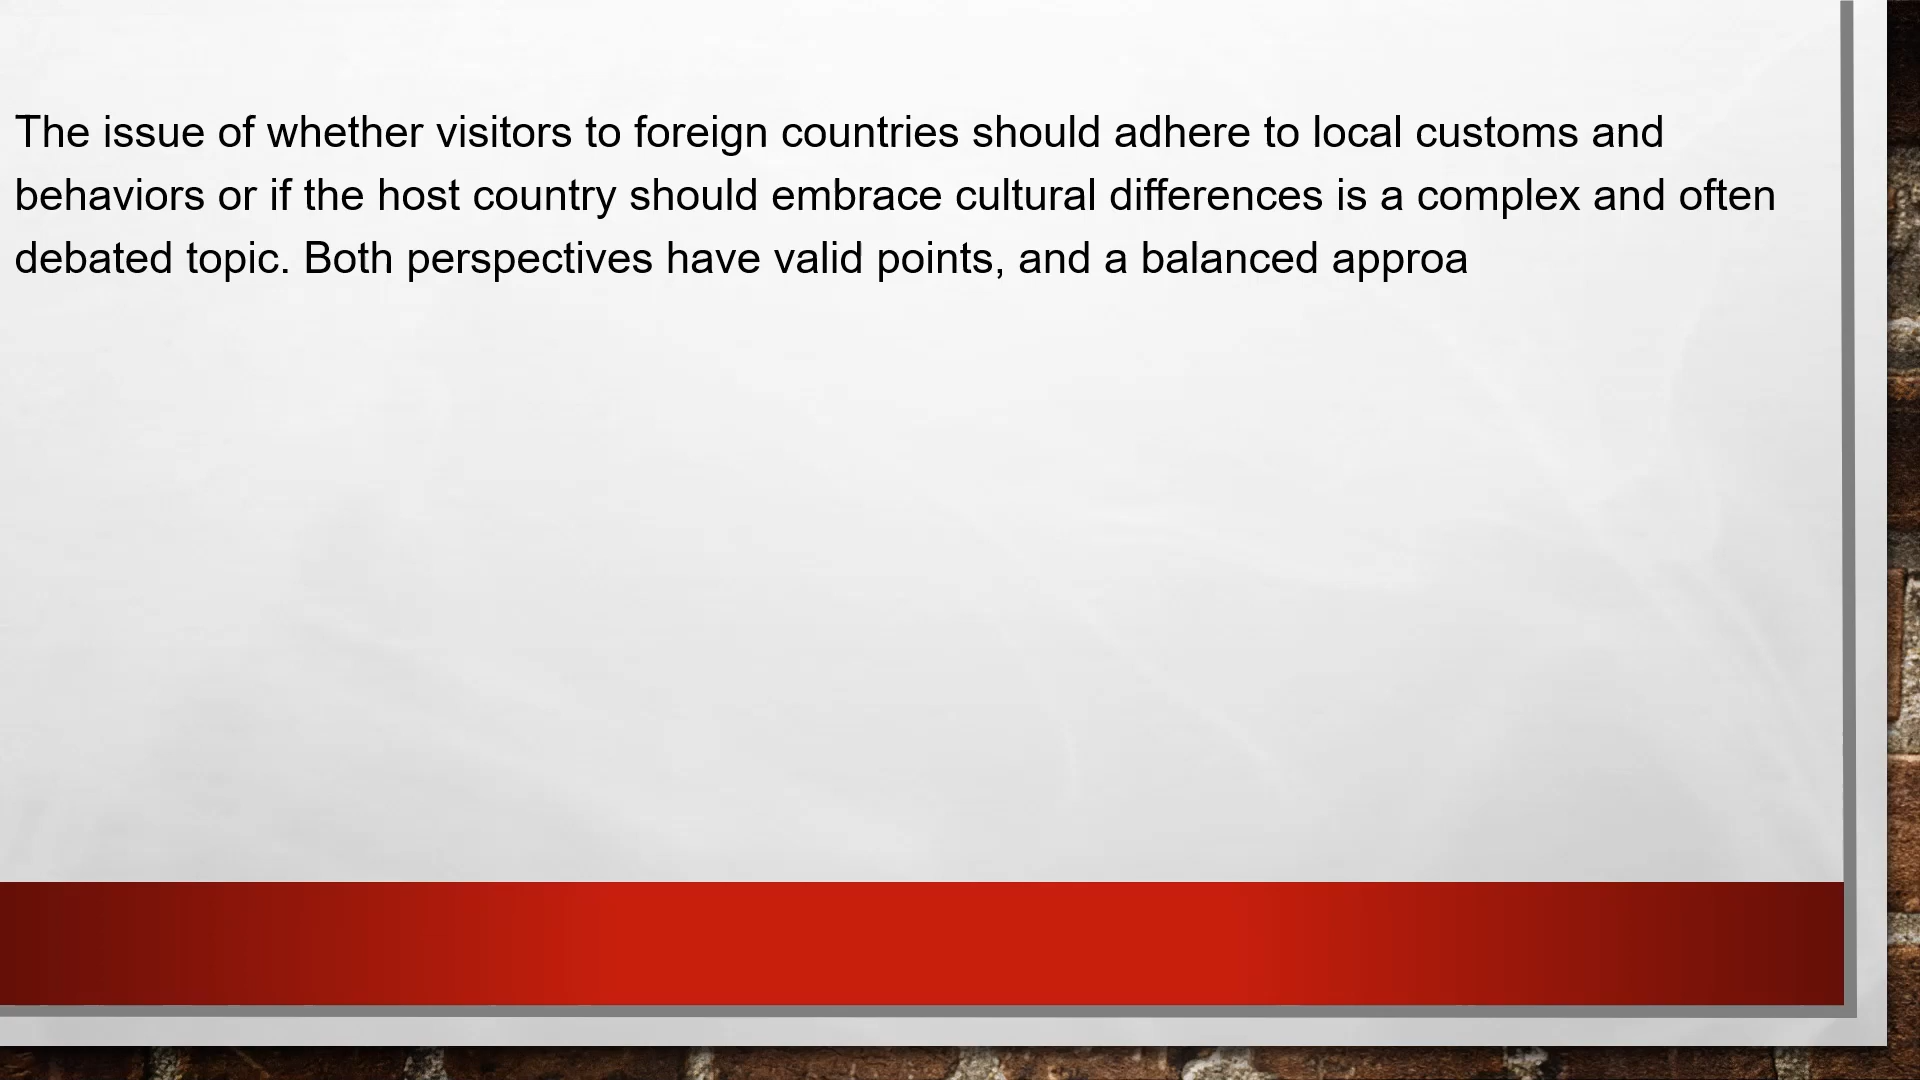 The issue of whether visitors to foreign countries should adhere to local customs and
behaviors or if the host country should embrace cultural differences is a complex and often
debated topic. Both perspectives have valid points, and a balanced approa